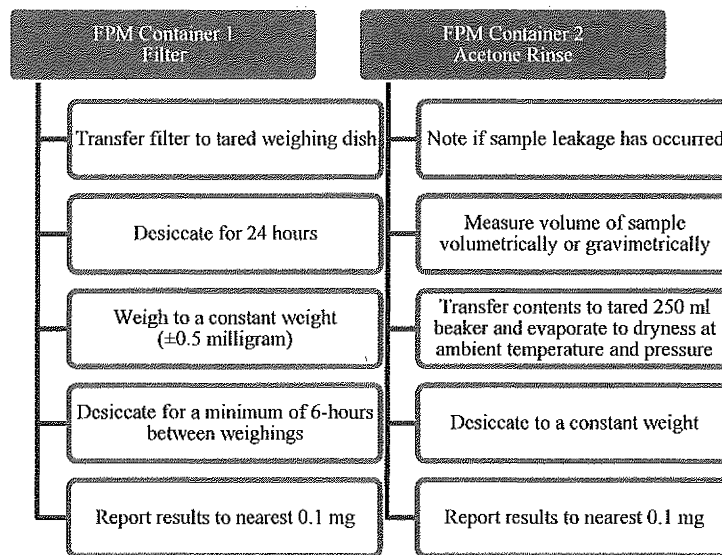 FPM Container 1
Filter
Transfer filter to tared weighing dish
Desiccate for 24 hours
Weigh to a constant weight
(±0.5 milligram)
Desiccate for a minimum of 6-hours
between weighings
Report results to nearest 0.1 mg
FPM Container 2
Acetone Rinse
Note if sample leakage has occurred
Measure volume of sample
volumetrically or gravimetrically
Transfer contents to tared 250 ml
beaker and evaporate to dryness at
ambient temperature and pressure
Desiccate to a constant weight
Report results to nearest 0.1 mg